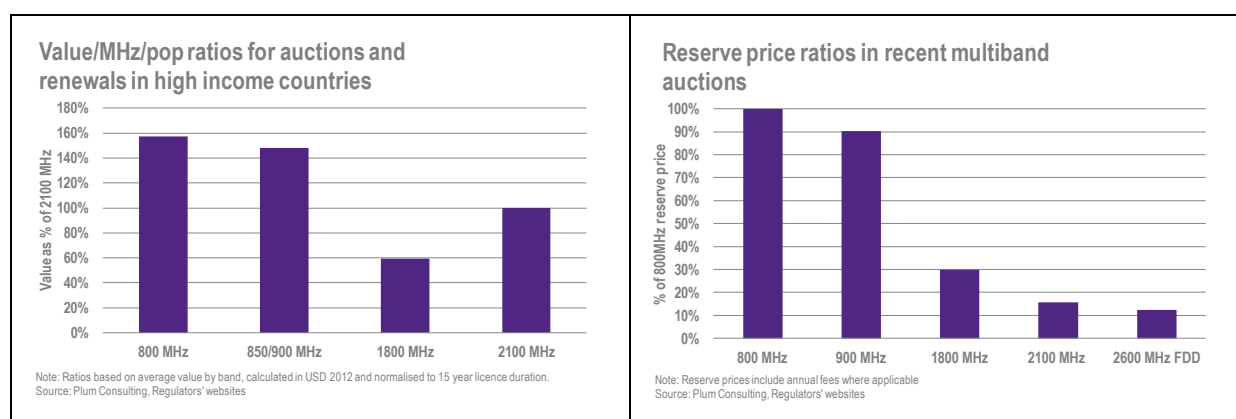 Value/MHz/pop ratios for auctions and
renewals in high income countries
Value as % of 2100 MHz
180%
160%
140%
120%
100%
80%
60%
40%
20%
0%
800 MHz 850/900 MHz 1800 MHz 2100 MHz
Note: Ratios based on average value by band, calculated in USD 2012 and normalised to 15 year licence duration.
Source: Plum Consulting, Regulators' websites
Reserve price ratios in recent multiband
auctions
% of 800MHz reserve price
100%
90%
80%
70%
60%
50%
40%
30%
20%
10%
0%
800 MHz 900 MHz 1800 MHz 2100 MHz 2600 MHz FDD
Note: Reserve prices include annual fees where applicable
Source: Plum Consulting, Regulators' websites